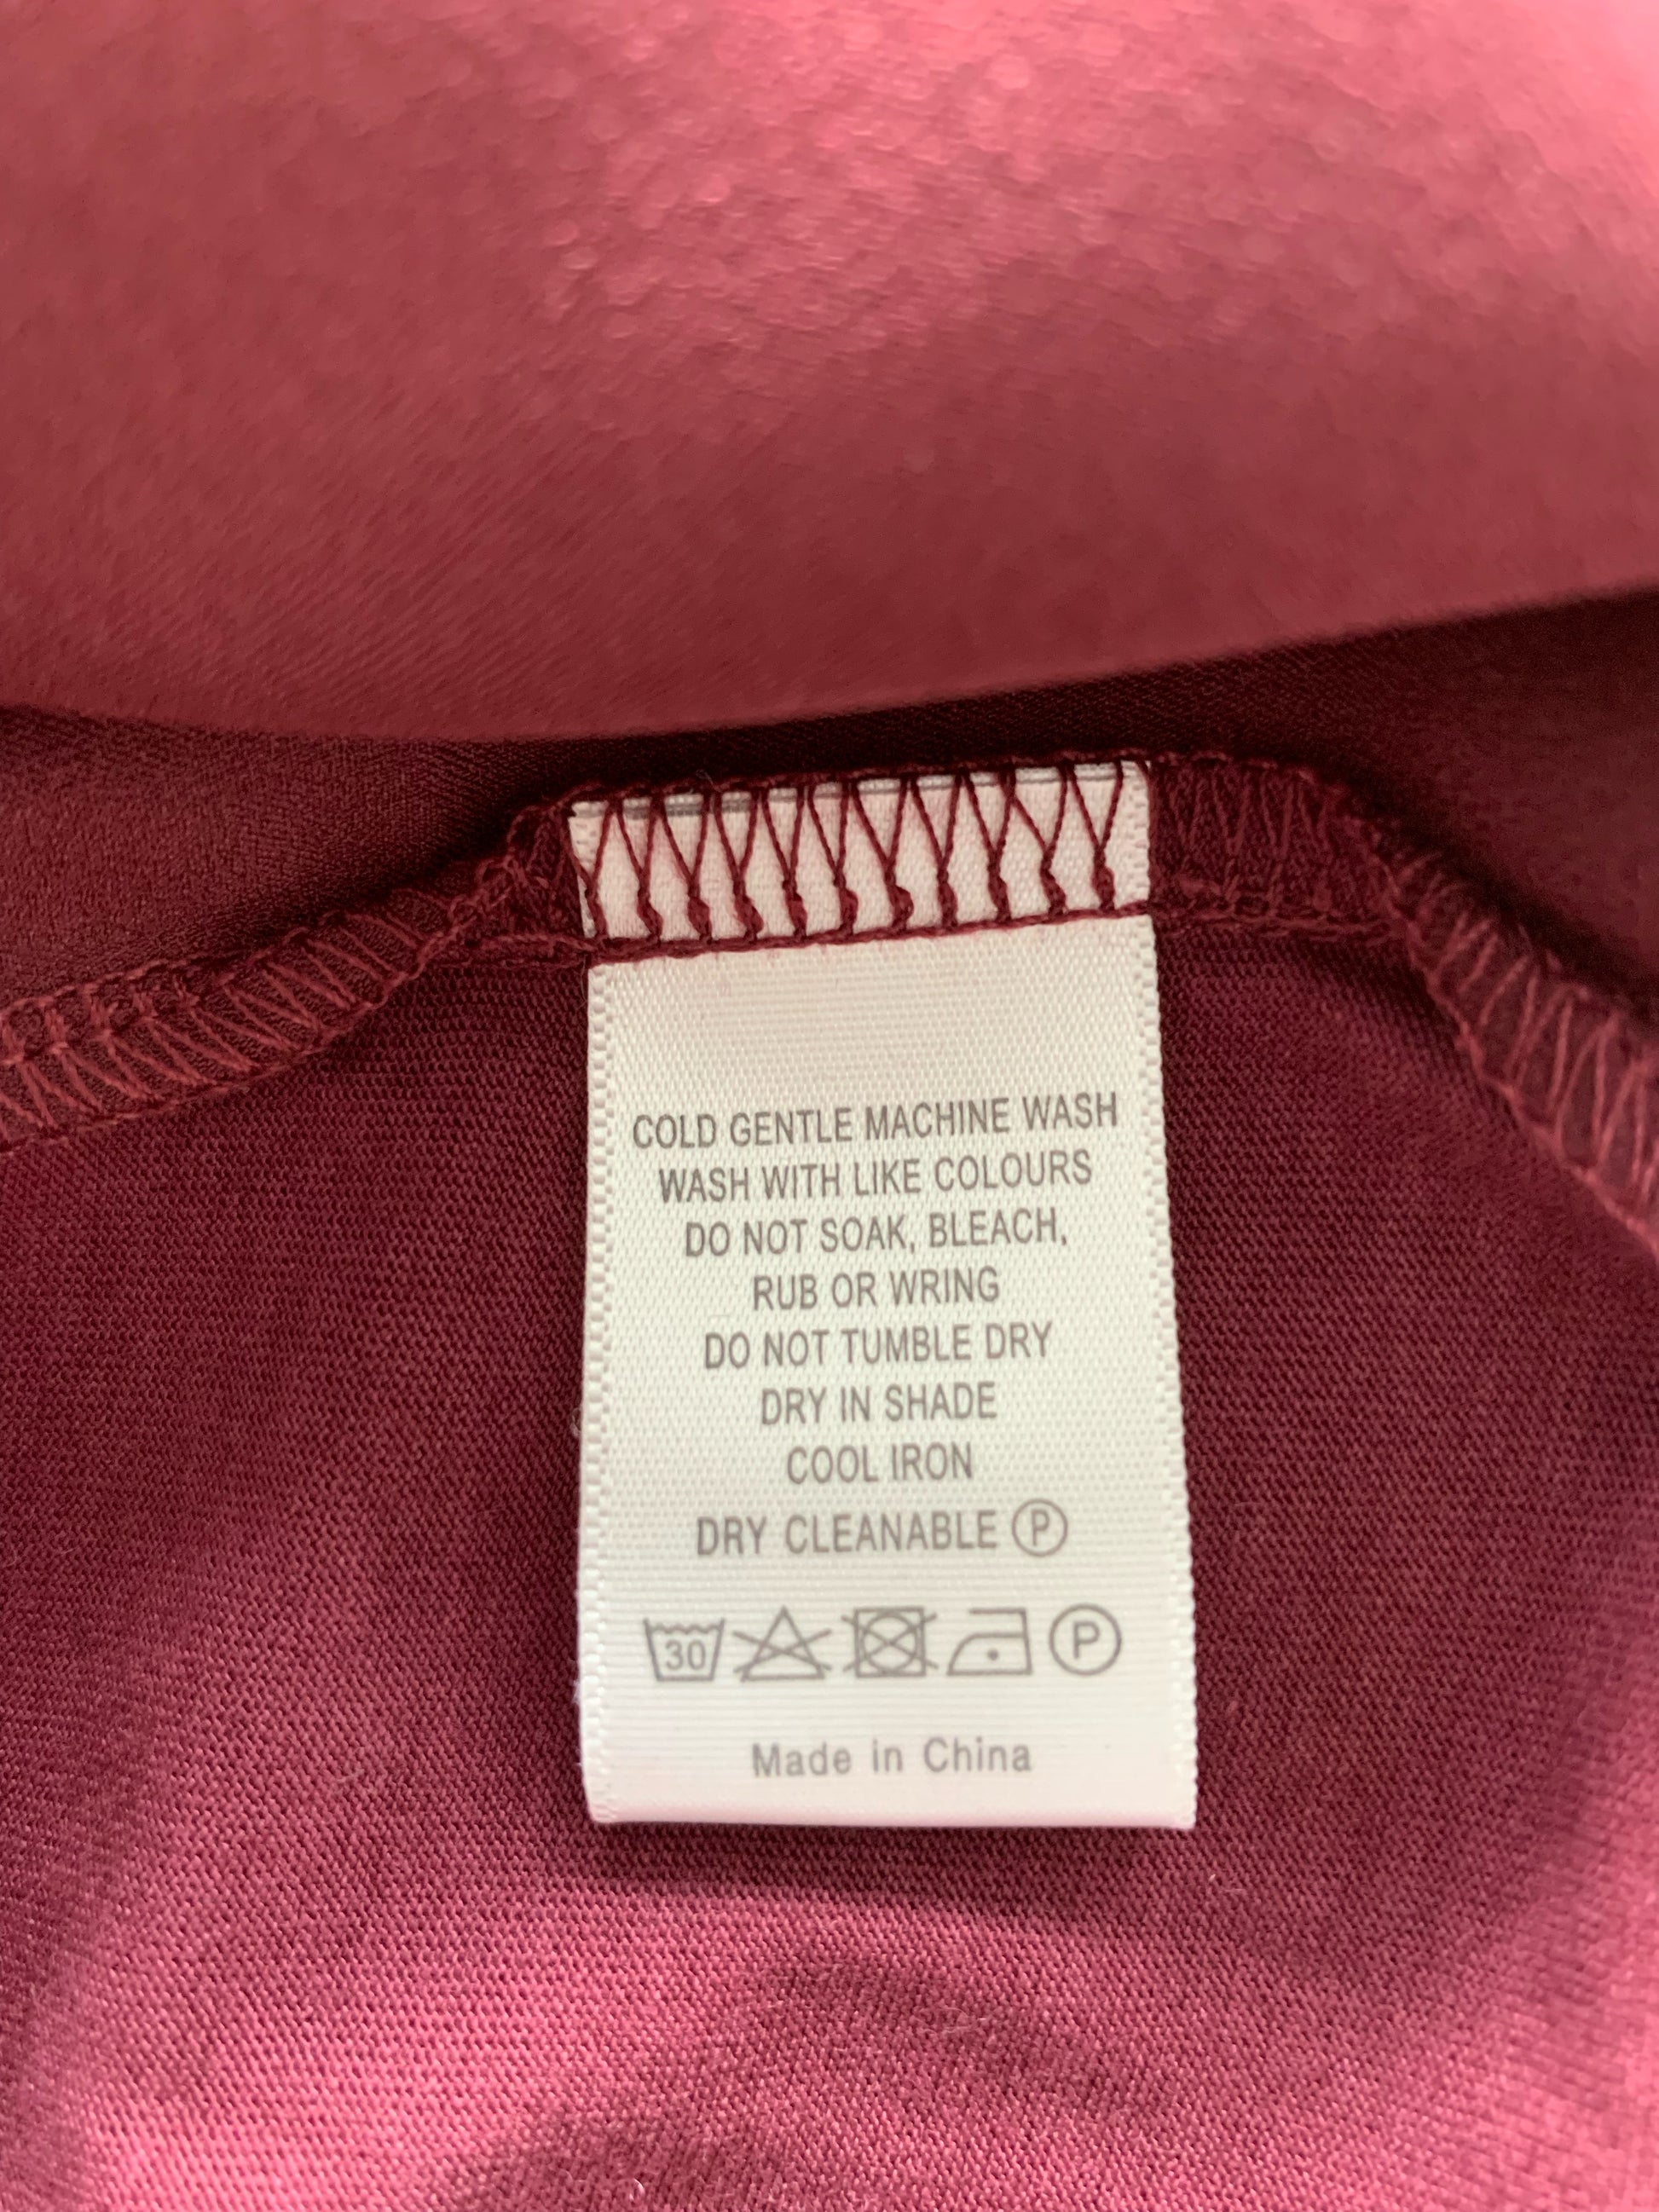 COLD GENTLE MACHINE WASH
WASH WITH LIKE COLOURS
DO NOT SOAK, BLEACH,
RUB OR WRING
DO NOT TUMBLE DRY
DRY IN SHADE
COOL IRON
DRY CLEANABLE Ⓟ
30 Ⓟ
Made in China